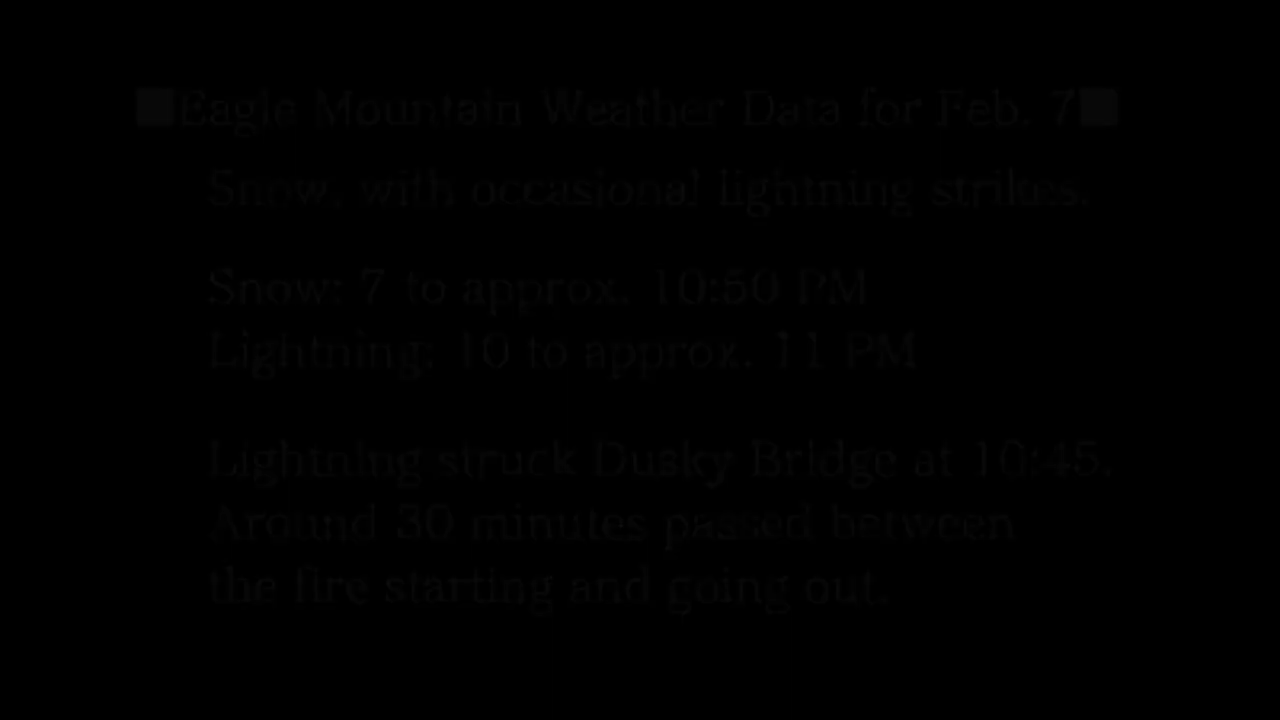 ■Eagle Mountain Weather Data for Feb. 7■
Snow, with occasional lightning strikes.
Snow: 7 to approx. 10:50 PM
Lightning: 10 to approx. 11 PM
Lightning struck Dusky Bridge at 10:45.
Around 30 minutes passed between
the fire starting and going out.